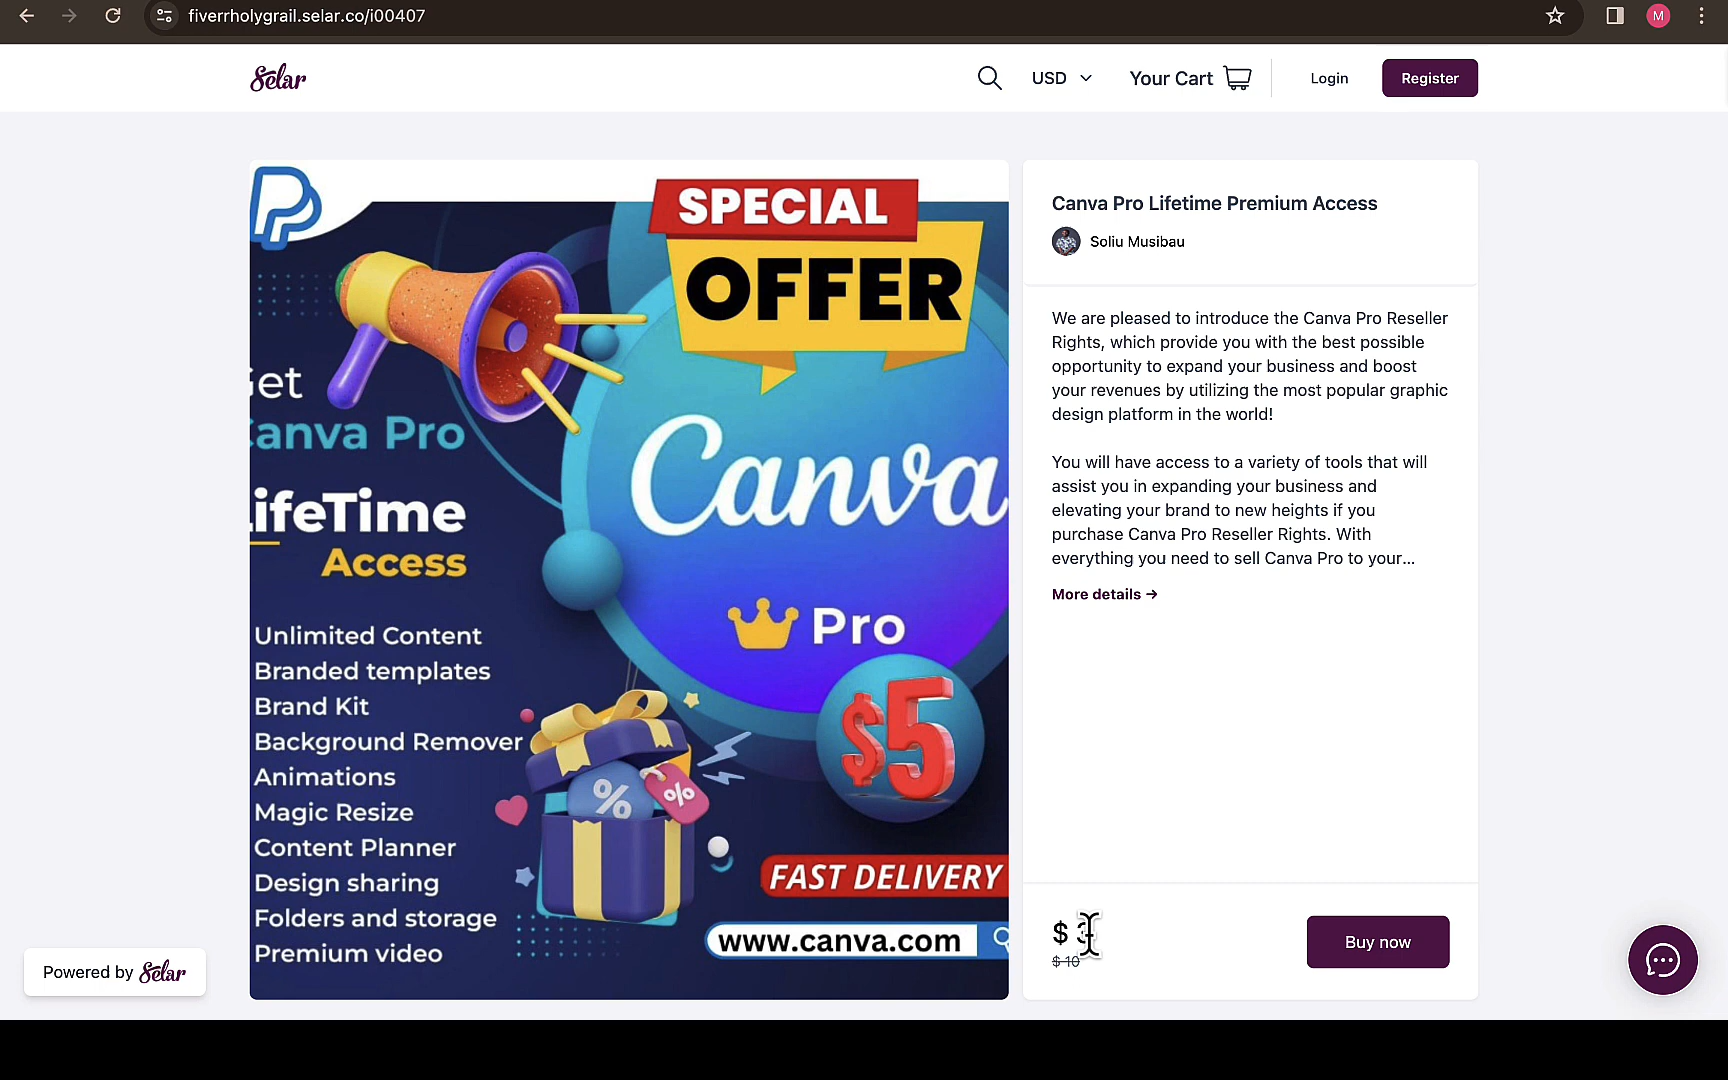 fiverrholygrail.selar.co/i00407
M
Selar
USD
Your Cart
Login
Register
SPECIAL
OFFER
Get
Canva Pro
LifeTime
Access
Unlimited Content
Branded templates
Brand Kit
Background Remover
Animations
Magic Resize
Content Planner
Design sharing
Folders and storage
Premium video
Canva
Pro
$5
%
%
FAST DELIVERY
www.canva.com
Canva Pro Lifetime Premium Access
Soliu Musibau
We are pleased to introduce the Canva Pro Reseller
Rights, which provide you with the best possible
opportunity to expand your business and boost
your revenues by utilizing the most popular graphic
design platform in the world!
You will have access to a variety of tools that will
assist you in expanding your business and
elevating your brand to new heights if you
purchase Canva Pro Reseller Rights. With
everything you need to sell Canva Pro to your...
More details →
$
$ 10
Buy now
Powered by Selar